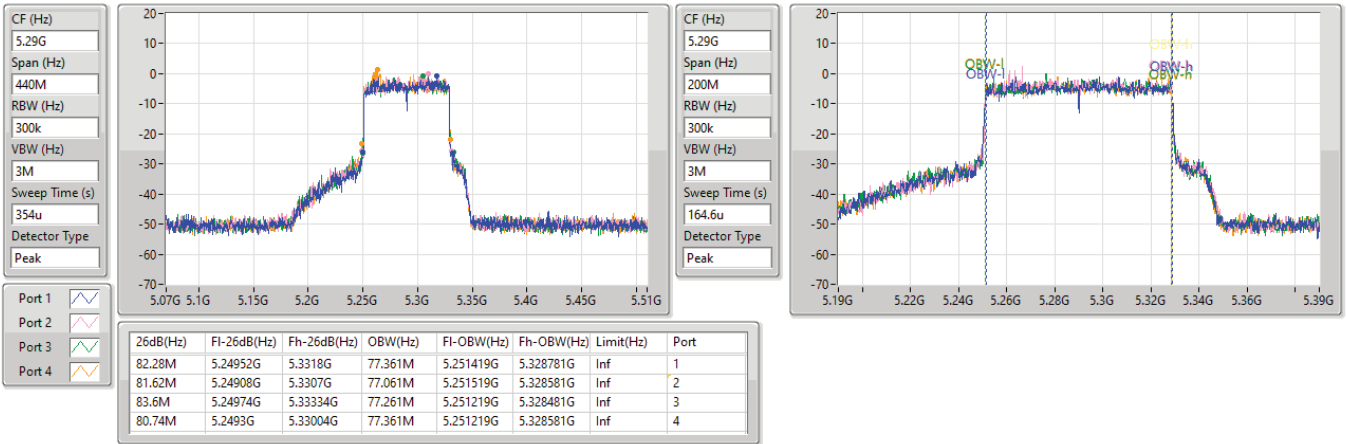 CF (Hz)
5.29G
Span (Hz)
440M
RBW (Hz)
300k
VBW (Hz)
3M
Sweep Time (s)
354u
Detector Type
Peak
20
10
0
-10
-20
-30
-40
-50
-60
-70
5.07G 5.1G 5.15G 5.2G 5.25G 5.3G 5.35G 5.4G 5.45G 5.51G
CF (Hz)
5.29G
Span (Hz)
200M
RBW (Hz)
300k
VBW (Hz)
3M
Sweep Time (s)
164.6u
Detector Type
Peak
20
10
0
-10
-20
-30
-40
-50
-60
-70
OBW-l
OBW-l
OBW-h
OBW-h
5.19G 5.22G 5.24G 5.26G 5.28G 5.3G 5.32G 5.34G 5.36G 5.39G
Port 1
Port 2
Port 3
Port 4
26dB(Hz) Fl-26dB(Hz) Fh-26dB(Hz) OBW(Hz) Fl-OBW(Hz) Fh-OBW(Hz) Limit(Hz) Port
82.28M 5.24952G 5.3318G 77.361M 5.251419G 5.328781G Inf 1
81.62M 5.24908G 5.3307G 77.061M 5.251519G 5.328581G Inf 2
83.6M 5.24974G 5.33334G 77.261M 5.251219G 5.328481G Inf 3
80.74M 5.2493G 5.33004G 77.361M 5.251219G 5.328581G Inf 4